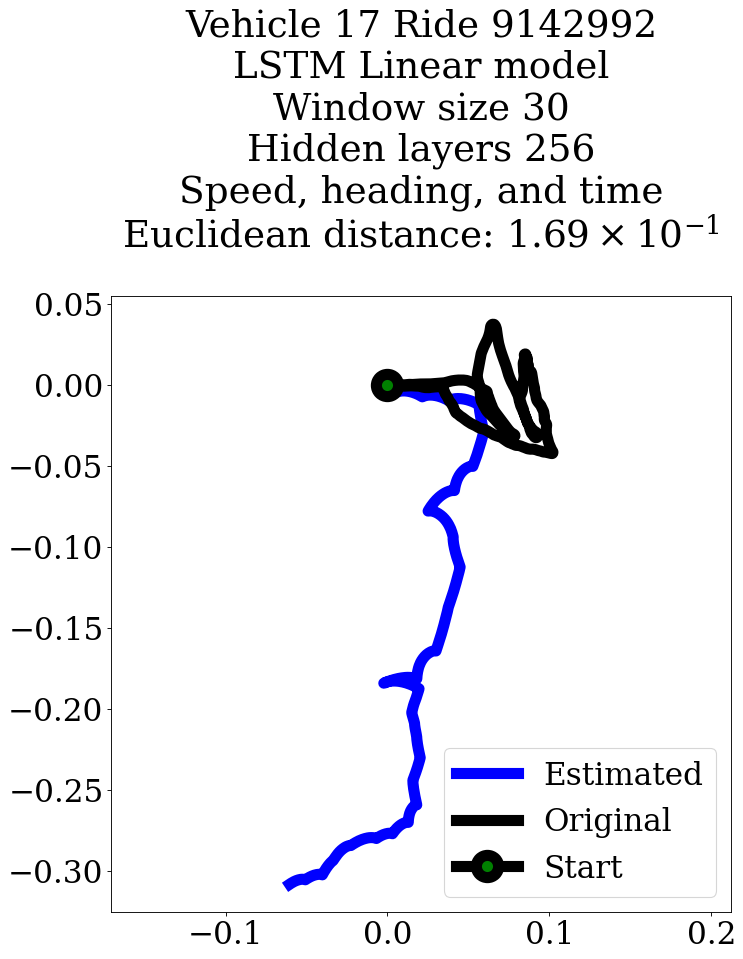 Vehicle 17 Ride 9142992
LSTM Linear model
Window size 30
Hidden layers 256
Speed, heading, and time
Euclidean distance: 1.69 × 10⁻¹
0.05
0.00
−0.05
−0.10
−0.15
−0.20
−0.25
−0.30
Estimated
Original
Start
−0.1
0.0
0.1
0.2